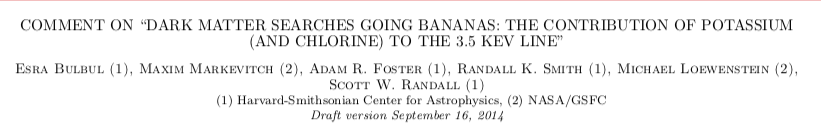 COMMENT ON “DARK MATTER SEARCHES GOING BANANAS: THE CONTRIBUTION OF POTASSIUM
(AND CHLORINE) TO THE 3.5 KEV LINE”
Esra Bulbul (1), Maxim Markevitch (2), Adam R. Foster (1), Randall K. Smith (1), Michael Loewenstein (2),
Scott W. Randall (1)
(1) Harvard-Smithsonian Center for Astrophysics, (2) NASA/GSFC
Draft version September 16, 2014